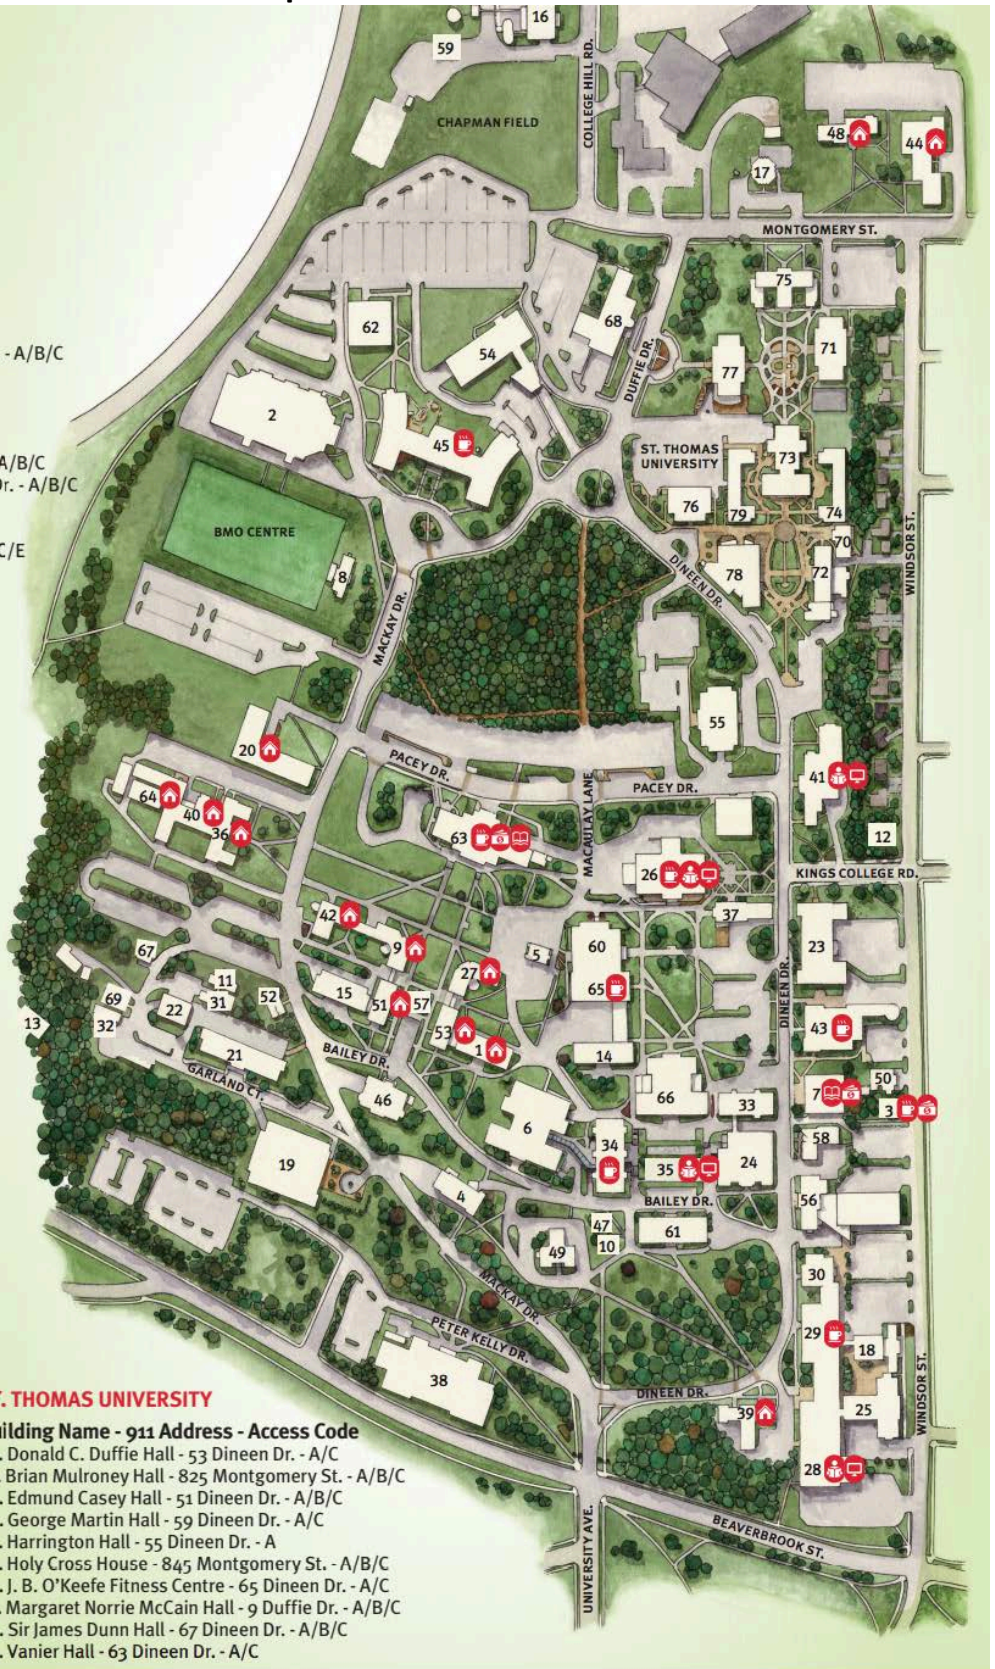 16
59
COLLEGE HILL RD.
CHAPMAN FIELD
48
44
17
MONTGOMERY ST.
75
62
68
71
54
- A/B/C
DUFFIE DR.
77
2
45
ST. THOMAS
UNIVERSITY
73
A/B/C
Dr. - A/B/C
76
79
74
BMO CENTRE
WINDSOR ST.
70
C/E
8
78
72
DINEEN DR.
MACKAY DR.
55
20
PACEY DR.
41
64
MACAULAY LANE
PACEY DR.
40
36
63
12
26
KINGS COLLEGE RD.
42
37
9
60
23
67
5
27
11
15
65
DINEEN DR.
69
31
52
51
57
22
13
32
53
43
1
21
BAILEY DR.
14
GARLAND CT.
50
7
46
66
33
3
6
34
58
19
35
24
4
BAILEY DR.
56
47
61
10
49
30
MACKAY DR.
29
PETER KELLY DR.
18
38
DINEEN DR.
WINDSOR ST.
39
25
28
UNIVERSITY AVE.
BEAVERBROOK ST.
T. THOMAS UNIVERSITY
uilding Name - 911 Address - Access Code
. Donald C. Duffie Hall - 53 Dineen Dr. - A/C
. Brian Mulroney Hall - 825 Montgomery St. - A/B/C
. Edmund Casey Hall - 51 Dineen Dr. - A/B/C
. George Martin Hall - 59 Dineen Dr. - A/C
. Harrington Hall - 55 Dineen Dr. - A
. Holy Cross House - 845 Montgomery St. - A/B/C
. J. B. O'Keefe Fitness Centre - 65 Dineen Dr. - A/C
. Margaret Norrie McCain Hall - 9 Duffie Dr. - A/B/C
. Sir James Dunn Hall - 67 Dineen Dr. - A/B/C
. Vanier Hall - 63 Dineen Dr. - A/C